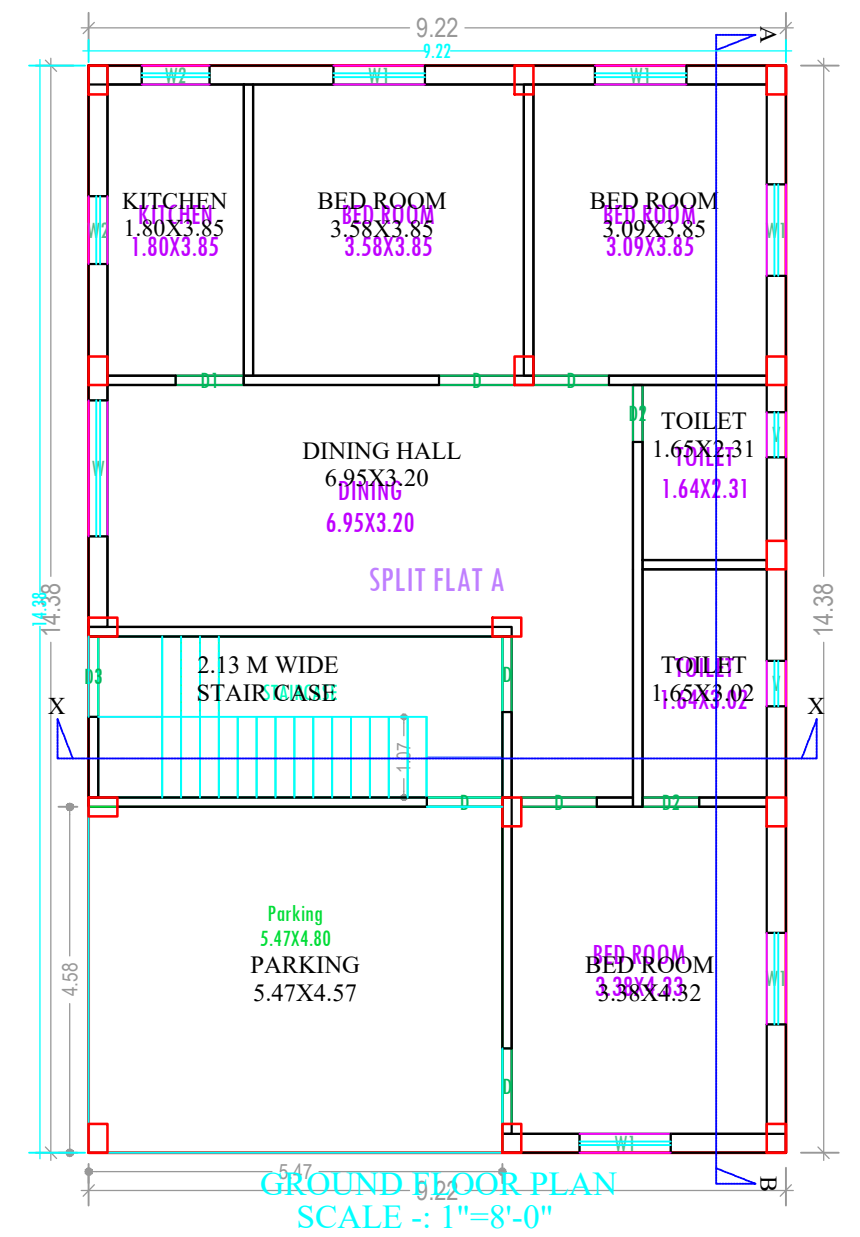 9.22
9.22
A
W2
W1
W1
KITCHEN
1.80X3.85
KITCHEN
1.80X3.85
BED ROOM
3.58X3.85
BED ROOM
3.58X3.85
BED ROOM
3.09X3.85
BED ROOM
3.09X3.85
W2
W1
D1
D
D
D2
TOILET
1.65X2.31
TOILET
1.64X2.31
V
W
DINING HALL
6.95X3.20
DINING
6.95X3.20
SPLIT FLAT A
14.38
14.38
14.38
D3
2.13 M WIDE
STAIR CASE
STAIRCASE
D
TOILET
1.65X3.02
TOILET
1.64X3.02
V
X
X
1.07
D
D
D2
Parking
5.47X4.80
PARKING
5.47X4.57
4.58
BED ROOM
3.38X4.33
BED ROOM
3.38X4.32
W1
D
W1
5.47
9.22
B
GROUND FLOOR PLAN
SCALE -: 1"=8'-0"